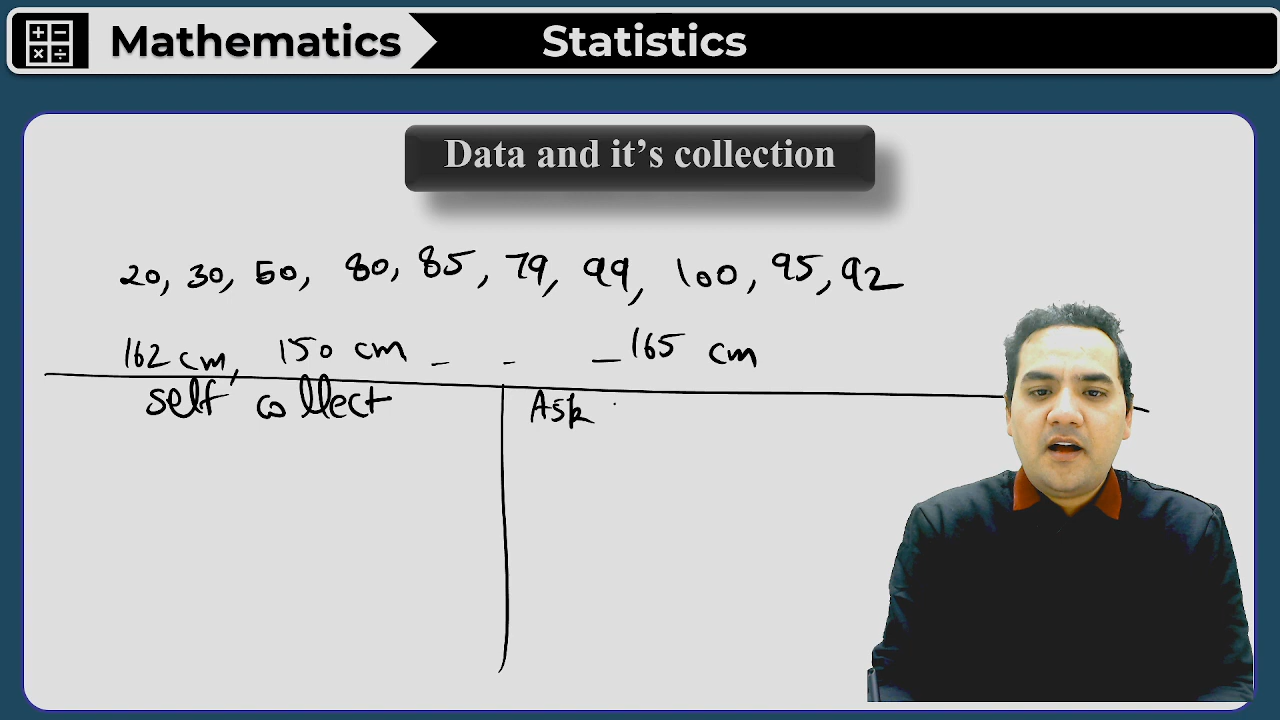 Mathematics Statistics
Data and it's collection
20, 30, 50, 80, 85, 79, 99, 100, 95, 92
162 cm, 150 cm - - - 165 cm
self collect Ask